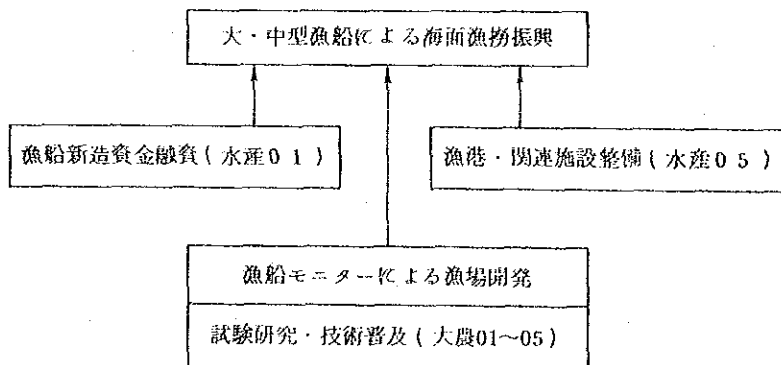 大・中型漁船による海面漁撈振興
漁船新造資金融資(水産01)
漁港・関連施設整備(水産05)
漁船モニターによる漁場開発
試験研究・技術普及(大農01~05)